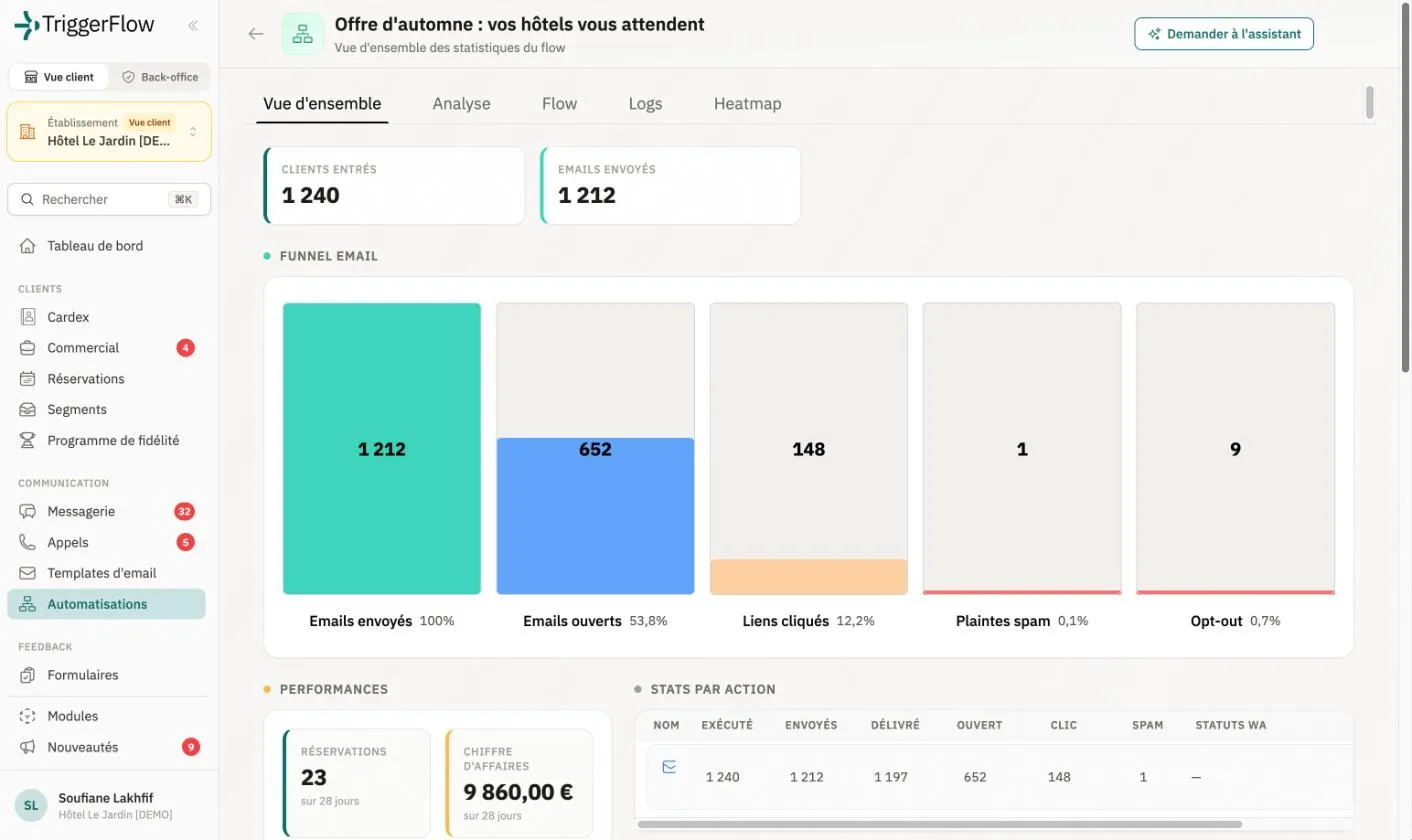 TriggerFlow
Vue client
Back-office
Établissement Vue client
Hôtel Le Jardin [DE...
Rechercher ⌘K
Tableau de bord
CLIENTS
Cardex
Commercial 4
Réservations
Segments
Programme de fidélité
COMMUNICATION
Messagerie 32
Appels 5
Templates d'email
Automatisations
FEEDBACK
Formulaires
Modules
Nouveautés 9
SL
Soufiane Lakhfif
Hôtel Le Jardin [DEMO]
Offre d'automne : vos hôtels vous attendent
Vue d'ensemble des statistiques du flow
Demander à l'assistant
Vue d'ensemble Analyse Flow Logs Heatmap
CLIENTS ENTRÉS
1 240
EMAILS ENVOYÉS
1 212
FUNNEL EMAIL
1 212 652 148 1 9
Emails envoyés 100% Emails ouverts 53,8% Liens cliqués 12,2% Plaintes spam 0,1% Opt-out 0,7%
PERFORMANCES
RÉSERVATIONS
23
sur 28 jours
CHIFFRE
D'AFFAIRES
9 860,00 €
sur 28 jours
STATS PAR ACTION
NOM EXÉCUTÉ ENVOYÉS DÉLIVRÉ OUVERT CLIC SPAM STATUTS WA
1 240 1 212 1 197 652 148 1 —